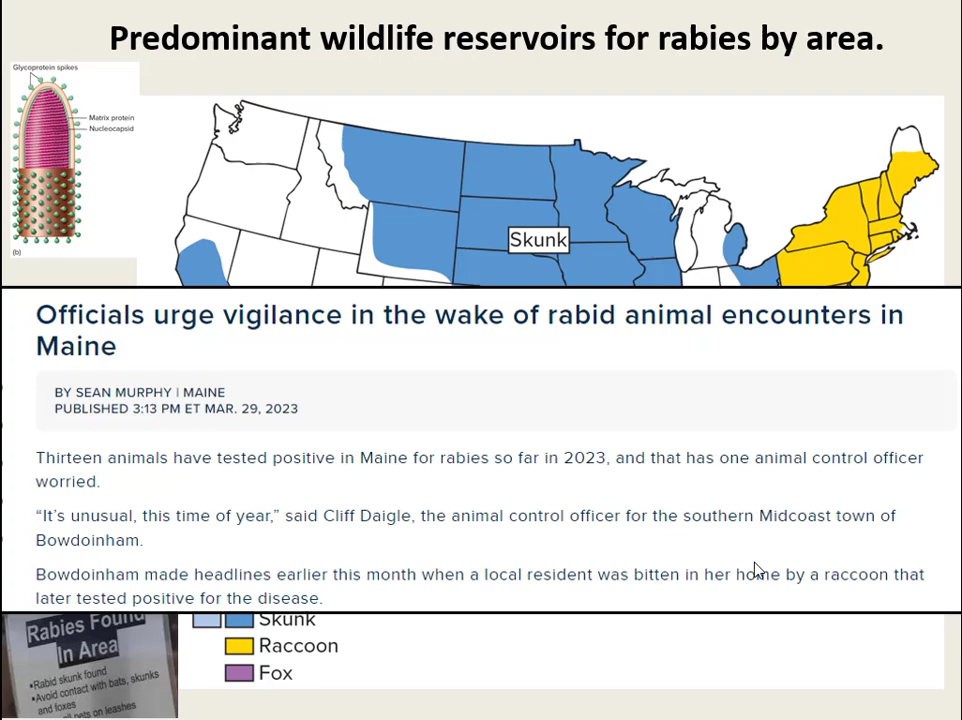 Predominant wildlife reservoirs for rabies by area.
Glycoprotein spikes
Matrix protein
Nucleocapsid
(b)
Skunk
Officials urge vigilance in the wake of rabid animal encounters in
Maine
BY SEAN MURPHY | MAINE
PUBLISHED 3:13 PM ET MAR. 29, 2023
Thirteen animals have tested positive in Maine for rabies so far in 2023, and that has one animal control officer
worried.
“It’s unusual, this time of year,” said Cliff Daigle, the animal control officer for the southern Midcoast town of
Bowdoinham.
Bowdoinham made headlines earlier this month when a local resident was bitten in her home by a raccoon that
later tested positive for the disease.
Skunk
Raccoon
Fox
Rabies Found
In Area
•Rabid skunk found
•Avoid contact with bats, skunks
and foxes
pets on leashes